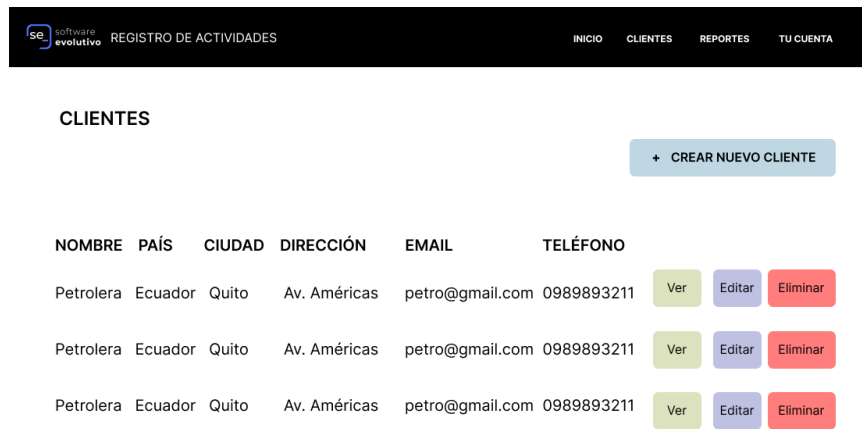 se_ software evolutivo REGISTRO DE ACTIVIDADES INICIO CLIENTES REPORTES TU CUENTA
CLIENTES
+ CREAR NUEVO CLIENTE
NOMBRE PAÍS CIUDAD DIRECCIÓN EMAIL TELÉFONO
Petrolera Ecuador Quito Av. Américas petro@gmail.com 0989893211 Ver Editar Eliminar
Petrolera Ecuador Quito Av. Américas petro@gmail.com 0989893211 Ver Editar Eliminar
Petrolera Ecuador Quito Av. Américas petro@gmail.com 0989893211 Ver Editar Eliminar